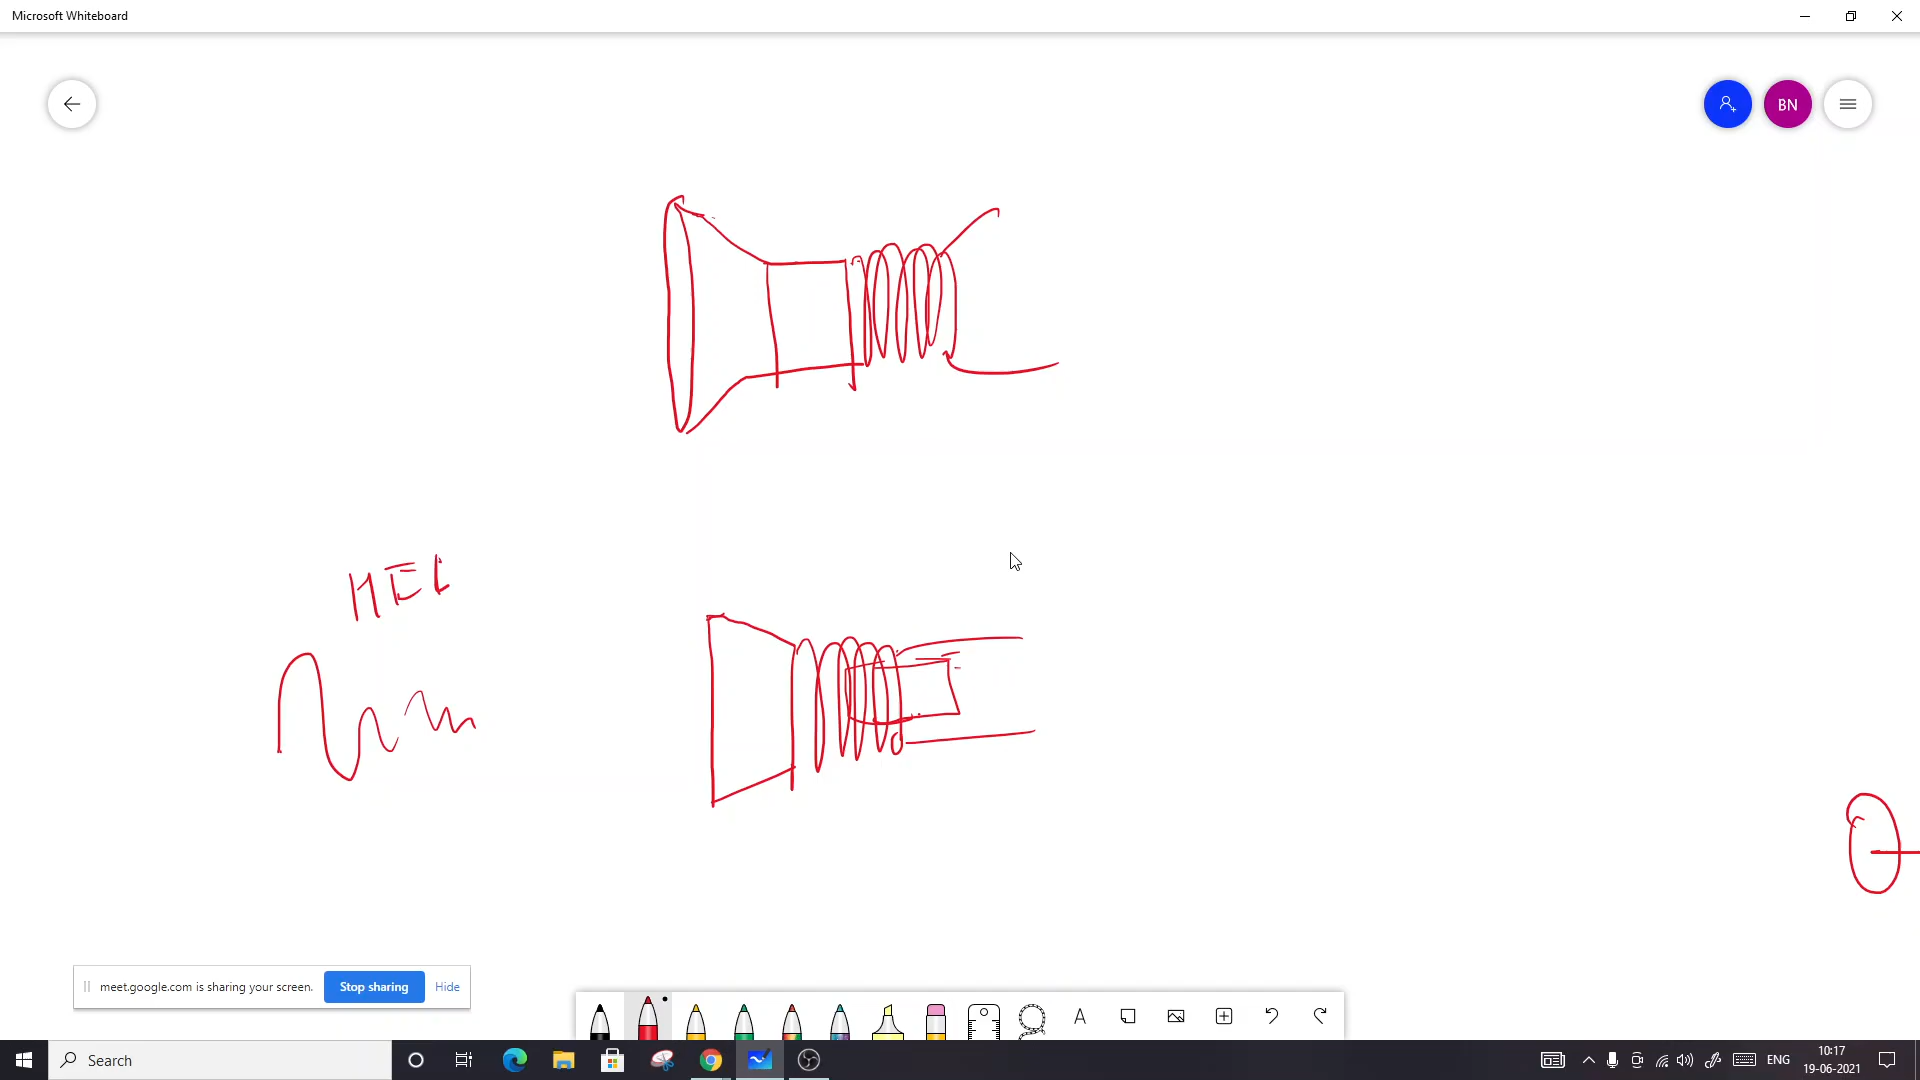 Microsoft Whiteboard
BN
HEL
meet.google.com is sharing your screen. Stop sharing Hide
A
Search
ENG
10:17
19-06-2021